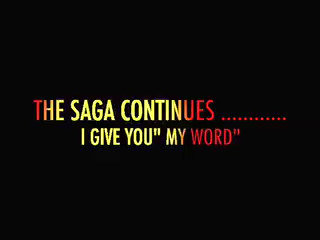 THE SAGA CONTINUES ............
I GIVE YOU" MY WORD"